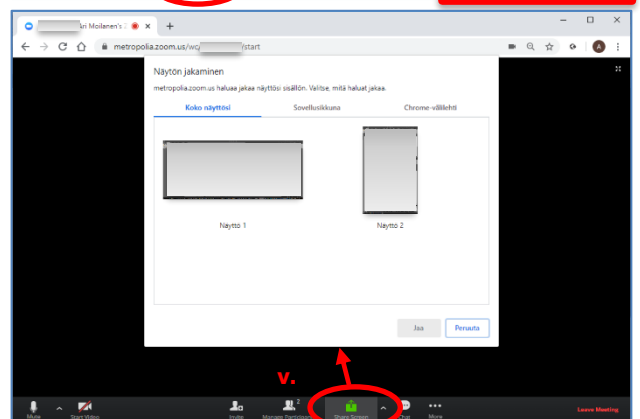 Ari Moilanen's
metropolia.zoom.us/wc/ /start
A
Näytön jakaminen
metropolia.zoom.us haluaa jakaa näyttösi sisällön. Valitse, mitä haluat jakaa.
Koko näyttösi Sovellusikkuna Chrome-välilehti
Näyttö 1 Näyttö 2
Jaa Peruuta
v.
2
Mute Start Video Invite Manage Participants Share Screen Chat More Leave Meeting